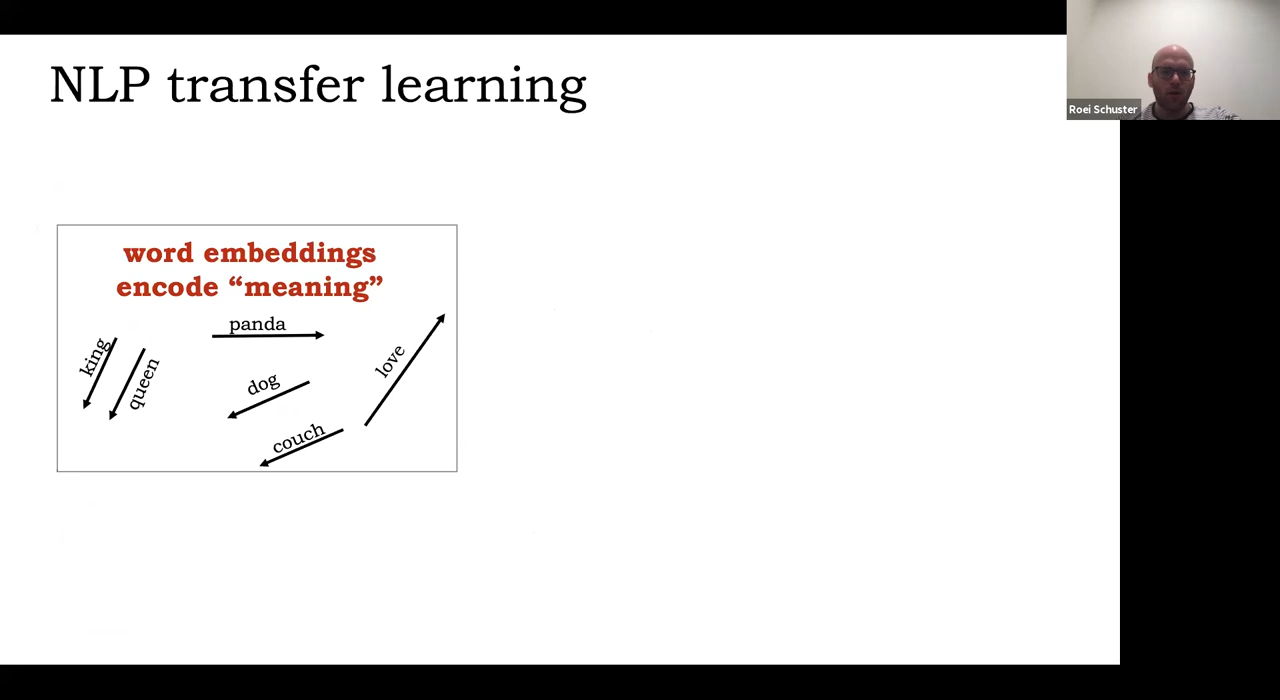 NLP transfer learning
Roei Schuster
word embeddings
encode “meaning”
panda
king
queen
dog
love
couch